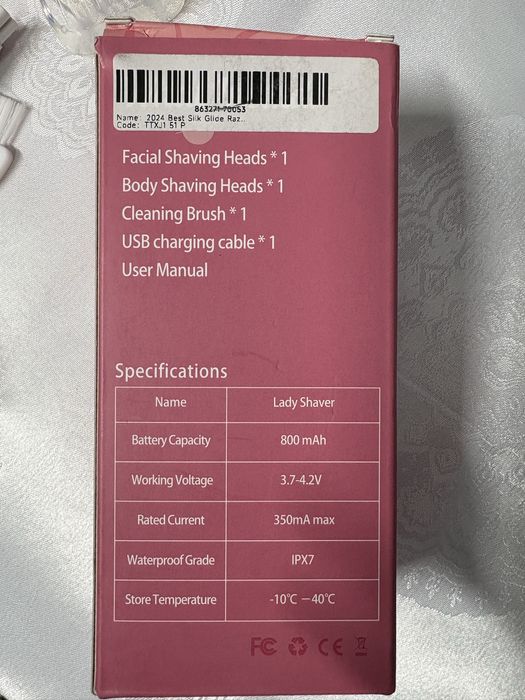 B63271-76053
Name: 2024 Best Silk Glide Raz..
Code: TTXJ1 51 P
Facial Shaving Heads * 1
Body Shaving Heads * 1
Cleaning Brush * 1
USB charging cable * 1
User Manual
Specifications
Name Lady Shaver
Battery Capacity 800 mAh
Working Voltage 3.7-4.2V
Rated Current 350mA max
Waterproof Grade IPX7
Store Temperature -10℃ —40℃
FC CE